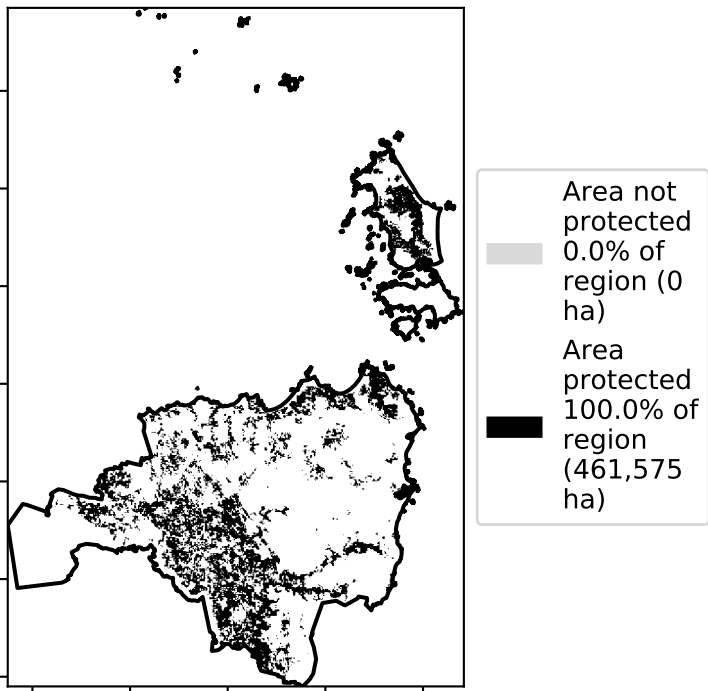 Area not
protected
0.0% of
region (0
ha)
Area
protected
100.0% of
region
(461,575
ha)